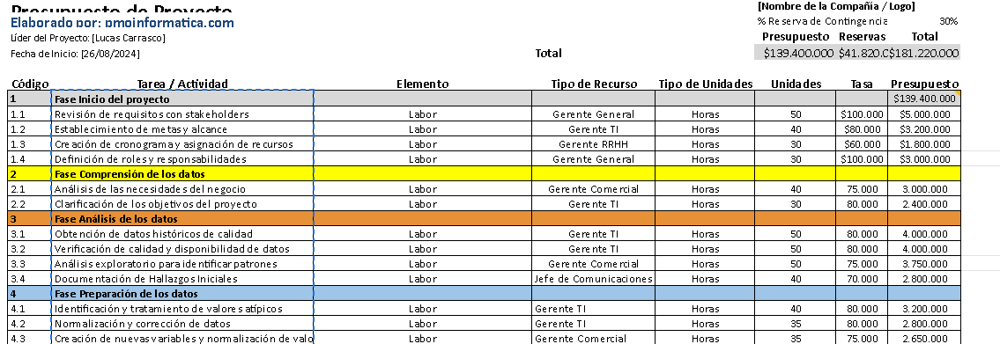 Presupuesto de Proyecto [Nombre de la Compañía / Logo]
Elaborado por: pmoinformatica.com % Reserva de Contingencia 30%
Líder del Proyecto: [Lucas Carrasco] Presupuesto Reservas Total
Fecha de Inicio: [26/08/2024] Total $139.400.000 $41.820.0 $181.220.000
Código Tarea / Actividad Elemento Tipo de Recurso Tipo de Unidades Unidades Tasa Presupuesto
1 Fase Inicio del proyecto $139.400.000
1.1 Revisión de requisitos con stakeholders Labor Gerente General Horas 50 $100.000 $5.000.000
1.2 Establecimiento de metas y alcance Labor Gerente TI Horas 40 $80.000 $3.200.000
1.3 Creación de cronograma y asignación de recursos Labor Gerente RRHH Horas 30 $60.000 $1.800.000
1.4 Definición de roles y responsabilidades Labor Gerente General Horas 30 $100.000 $3.000.000
2 Fase Comprensión de los datos
2.1 Análisis de las necesidades del negocio Labor Gerente Comercial Horas 40 75.000 3.000.000
2.2 Clarificación de los objetivos del proyecto Labor Gerente TI Horas 30 80.000 2.400.000
3 Fase Análisis de los datos
3.1 Obtención de datos históricos de calidad Labor Gerente TI Horas 50 80.000 4.000.000
3.2 Verificación de calidad y disponibilidad de datos Labor Gerente TI Horas 50 80.000 4.000.000
3.3 Análisis exploratorio para identificar patrones Labor Gerente Comercial Horas 50 75.000 3.750.000
3.4 Documentación de Hallazgos Iniciales Labor Jefe de Comunicaciones Horas 40 70.000 2.800.000
4 Fase Preparación de los datos
4.1 Identificación y tratamiento de valores atípicos Labor Gerente TI Horas 40 80.000 3.200.000
4.2 Normalización y corrección de datos Labor Gerente TI Horas 35 80.000 2.800.000
4.3 Creación de nuevas variables y normalización de valo Labor Gerente Comercial Horas 35 75.000 2.650.000